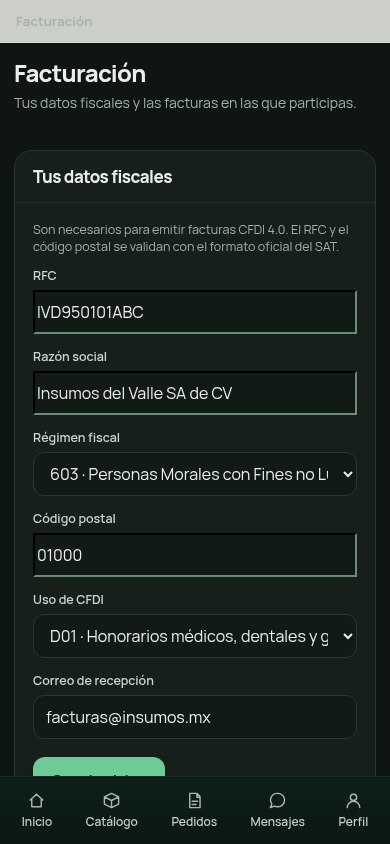 Facturación
Facturación
Tus datos fiscales y las facturas en las que participas.
Tus datos fiscales
Son necesarios para emitir facturas CFDI 4.0. El RFC y el
código postal se validan con el formato oficial del SAT.
RFC
IVD950101ABC
Razón social
Insumos del Valle SA de CV
Régimen fiscal
603 · Personas Morales con Fines no
Código postal
01000
Uso de CFDI
D01 · Honorarios médicos, dentales y g
Correo de recepción
facturas@insumos.mx
Inicio
Catálogo
Pedidos
Mensajes
Perfil